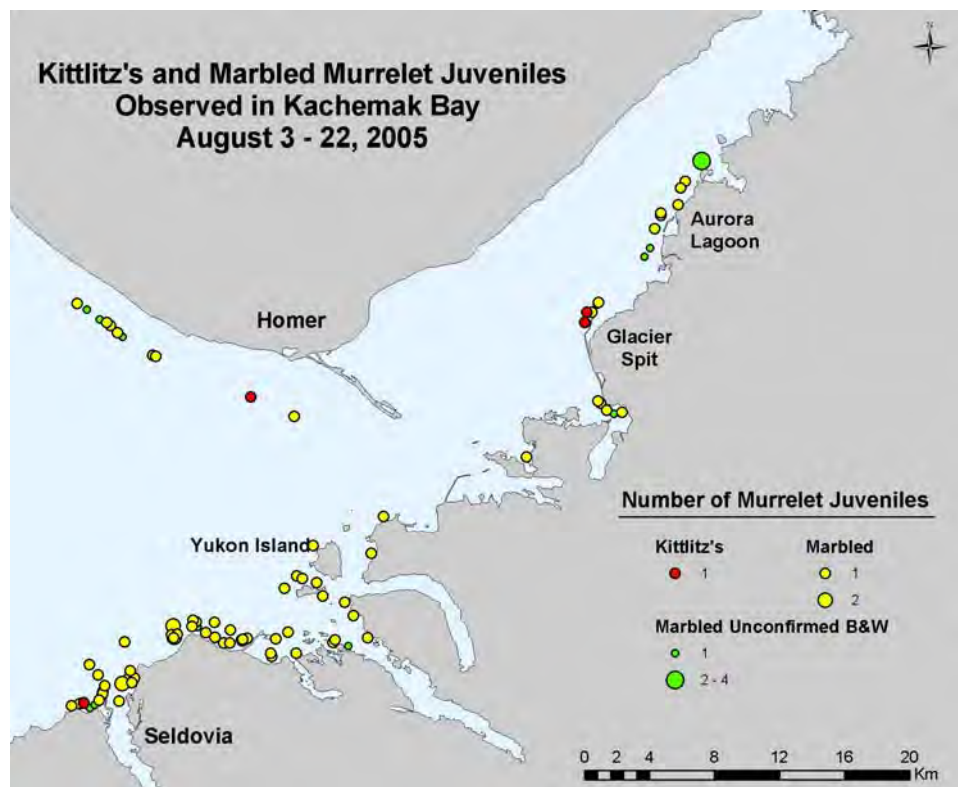 N
Kittlitz's and Marbled Murrelet Juveniles
Observed in Kachemak Bay
August 3 - 22, 2005
Aurora
Lagoon
Homer
Glacier
Spit
Yukon Island
Seldovia
Number of Murrelet Juveniles
Kittlitz's Marbled
1 1
2
Marbled Unconfirmed B&W
1
2 - 4
0 2 4 8 12 16 20
Km